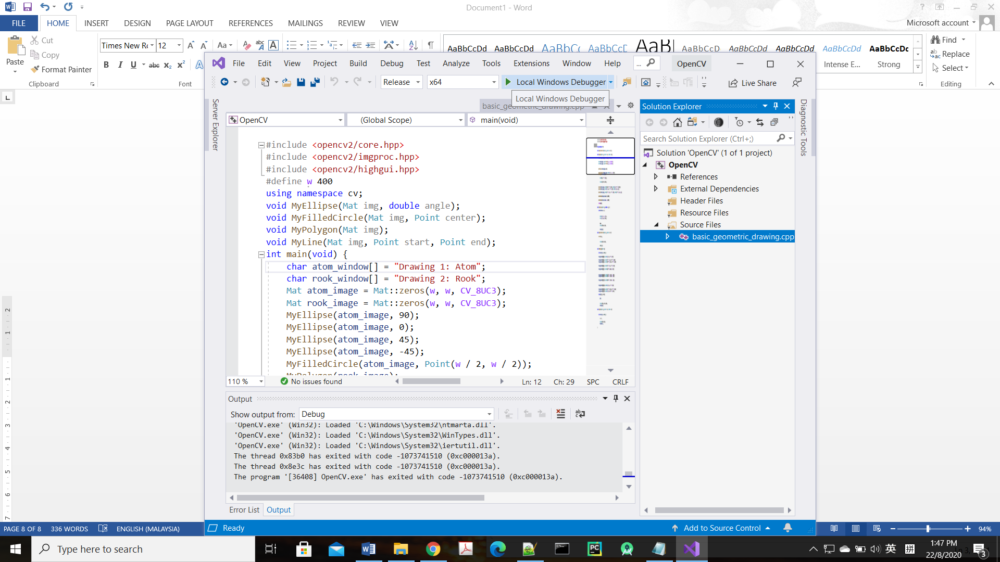 Document1 - Word
FILE HOME INSERT DESIGN PAGE LAYOUT REFERENCES MAILINGS REVIEW VIEW
Microsoft account
Paste
Cut
Copy
Format Painter
Clipboard
Times New Ro 12
Font
AaBbCcDd AaBbCcDd AaBbC AaBbCcD AaB AaBbCcD AaBbCcDd AaBbCcDd AaBbCcDd AaBbCcDc
Intense E... Strong
Find
Replace
Select
Editing
File Edit View Project Build Debug Test Analyze Tools Extensions Window Help ... OpenCV
Release x64 Local Windows Debugger Live Share
Local Windows Debugger
Server Explorer
basic_geometric_drawing.cpp
OpenCV (Global Scope) main(void)
#include <opencv2/core.hpp>
#include <opencv2/imgproc.hpp>
#include <opencv2/highgui.hpp>
#define w 400
using namespace cv;
void MyEllipse(Mat img, double angle);
void MyFilledCircle(Mat img, Point center);
void MyPolygon(Mat img);
void MyLine(Mat img, Point start, Point end);
int main(void) {
char atom_window[] = "Drawing 1: Atom";
char rook_window[] = "Drawing 2: Rook";
Mat atom_image = Mat::zeros(w, w, CV_8UC3);
Mat rook_image = Mat::zeros(w, w, CV_8UC3);
MyEllipse(atom_image, 90);
MyEllipse(atom_image, 0);
MyEllipse(atom_image, 45);
MyEllipse(atom_image, -45);
MyFilledCircle(atom_image, Point(w / 2, w / 2));
MyPolygon(rook_image);
110 % No issues found Ln: 12 Ch: 29 SPC CRLF
Output
Show output from: Debug
'OpenCV.exe' (Win32): Loaded 'C:\Windows\System32\ntmarta.dll'.
'OpenCV.exe' (Win32): Loaded 'C:\Windows\System32\WinTypes.dll'.
'OpenCV.exe' (Win32): Loaded 'C:\Windows\System32\iertutil.dll'.
The thread 0x83b0 has exited with code -1073741510 (0xc000013a).
The thread 0x8e3c has exited with code -1073741510 (0xc000013a).
The program '[36408] OpenCV.exe' has exited with code -1073741510 (0xc000013a).
Error List Output
Solution Explorer
Search Solution Explorer (Ctrl+;)
Solution 'OpenCV' (1 of 1 project)
OpenCV
References
External Dependencies
Header Files
Resource Files
Source Files
basic_geometric_drawing.cpp
Diagnostic Tools
Ready Add to Source Control
PAGE 8 OF 8 336 WORDS ENGLISH (MALAYSIA) 94%
Type here to search
英 拼
1:47 PM
22/8/2020
3